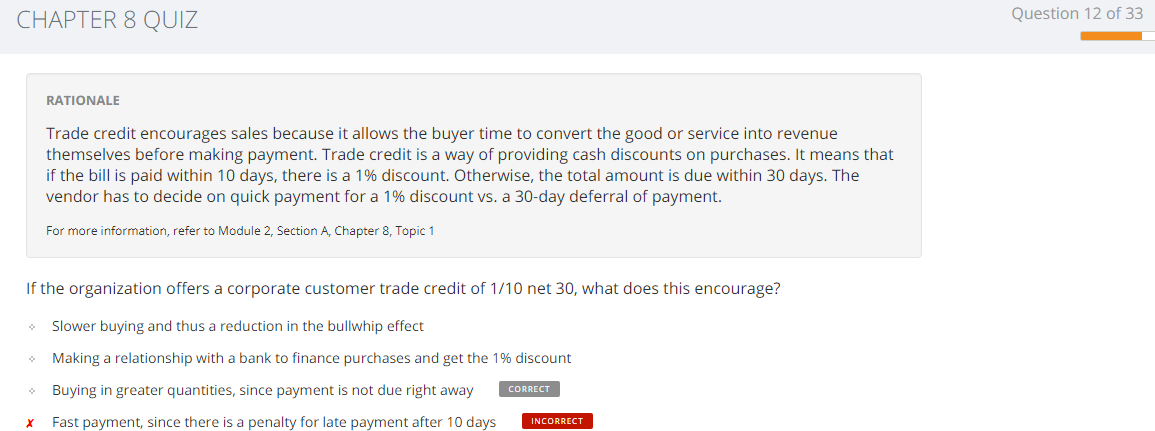 CHAPTER 8 QUIZ
Question 12 of 33
RATIONALE
Trade credit encourages sales because it allows the buyer time to convert the good or service into revenue
themselves before making payment. Trade credit is a way of providing cash discounts on purchases. It means that
if the bill is paid within 10 days, there is a 1% discount. Otherwise, the total amount is due within 30 days. The
vendor has to decide on quick payment for a 1% discount vs. a 30-day deferral of payment.
For more information, refer to Module 2, Section A, Chapter 8, Topic 1
If the organization offers a corporate customer trade credit of 1/10 net 30, what does this encourage?
Slower buying and thus a reduction in the bullwhip effect
Making a relationship with a bank to finance purchases and get the 1% discount
Buying in greater quantities, since payment is not due right away CORRECT
✗ Fast payment, since there is a penalty for late payment after 10 days INCORRECT